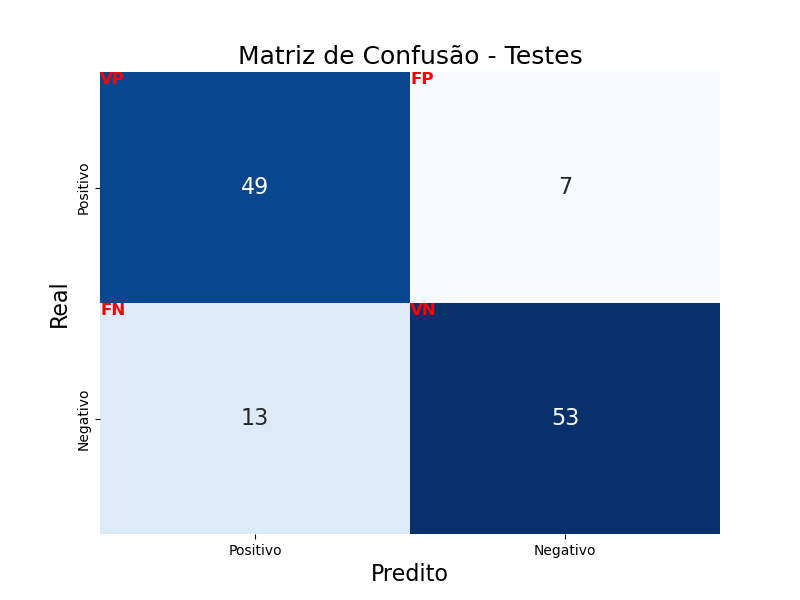 Matriz de Confusão - Testes
VP
FP
Positivo
49
7
Real
FN
VN
Negativo
13
53
Positivo
Negativo
Predito